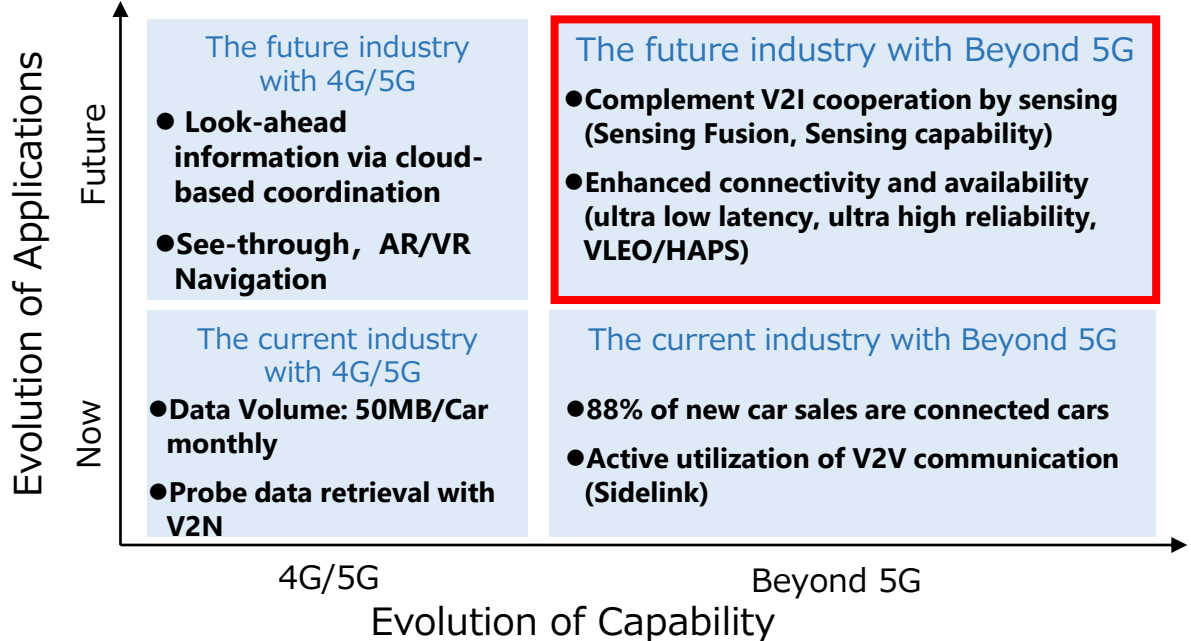 Evolution of Applications
Future
The future industry
with 4G/5G
● Look-ahead
information via cloud-
based coordination
●See-through, AR/VR
Navigation
The future industry with Beyond 5G
●Complement V2I cooperation by sensing
(Sensing Fusion, Sensing capability)
●Enhanced connectivity and availability
(ultra low latency, ultra high reliability,
VLEO/HAPS)
Now
The current industry
with 4G/5G
●Data Volume: 50MB/Car
monthly
●Probe data retrieval with
V2N
The current industry with Beyond 5G
●88% of new car sales are connected cars
●Active utilization of V2V communication
(Sidelink)
4G/5G
Beyond 5G
Evolution of Capability